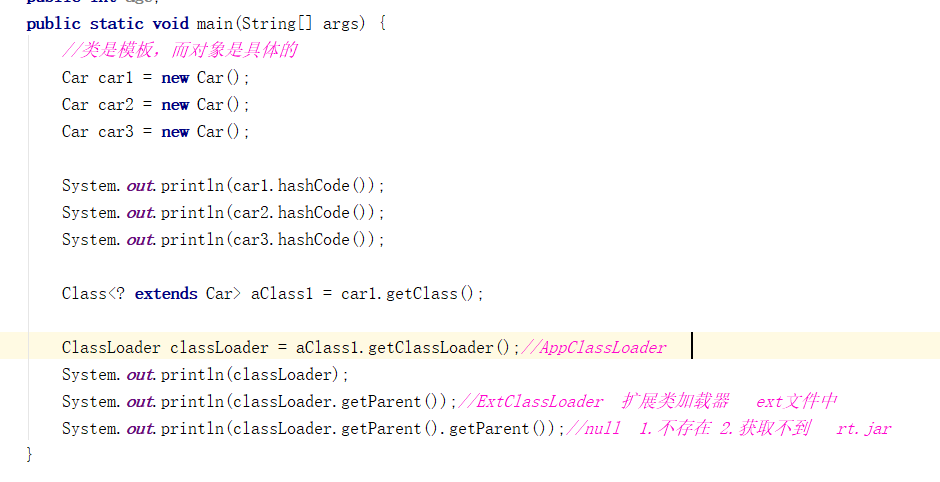 public int age;
public static void main(String[] args) {
//类是模板，而对象是具体的
Car car1 = new Car();
Car car2 = new Car();
Car car3 = new Car();
System.out.println(car1.hashCode());
System.out.println(car2.hashCode());
System.out.println(car3.hashCode());
Class<? extends Car> aClass1 = car1.getClass();
ClassLoader classLoader = aClass1.getClassLoader();//AppClassLoader
System.out.println(classLoader);
System.out.println(classLoader.getParent());//ExtClassLoader 扩展类加载器 ext文件中
System.out.println(classLoader.getParent().getParent());//null 1.不存在 2.获取不到 rt.jar
}